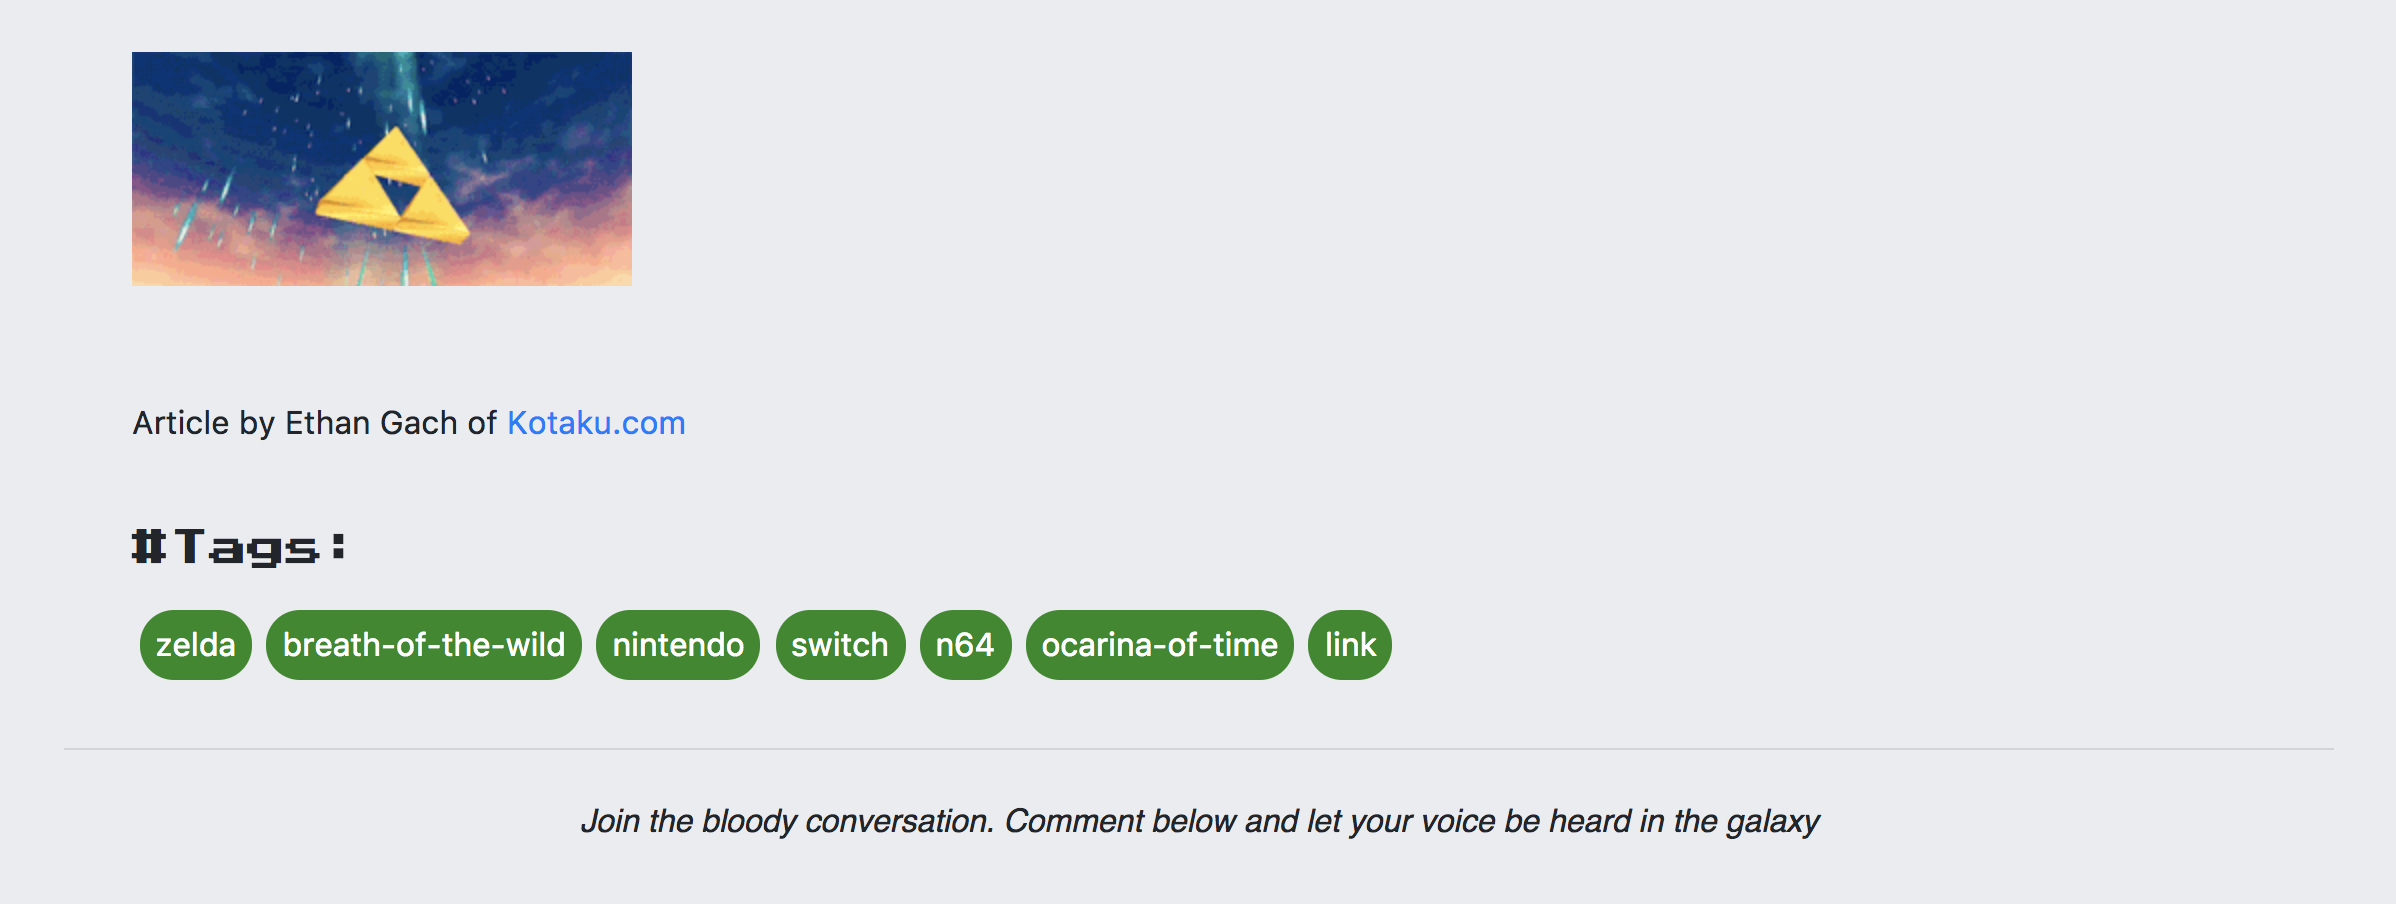 Article by Ethan Gach of Kotaku.com
#Tags:
zelda breath-of-the-wild nintendo switch n64 ocarina-of-time link
Join the bloody conversation. Comment below and let your voice be heard in the galaxy